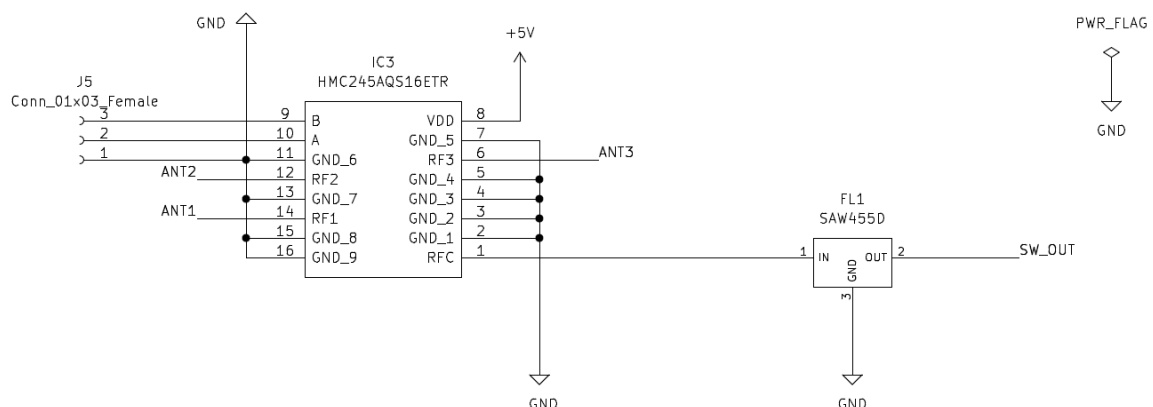 GND
+5V
PWR_FLAG
GND
IC3
HMC245AQS16ETR
J5
Conn_01x03_Female
3 9 B VDD 8
2 10 A GND_5 7
1 11 GND_6 RF3 6 ANT3
ANT2 12 RF2 GND_4 5
13 GND_7 GND_3 4
ANT1 14 RF1 GND_2 3
15 GND_8 GND_1 2
16 GND_9 RFC 1
FL1
SAW455D
1 IN OUT 2 SW_OUT
GND
3
GND
GND